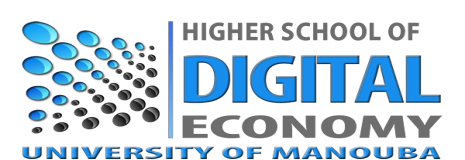 HIGHER SCHOOL OF
DIGITAL
ECONOMY
UNIVERSITY OF MANOUBA